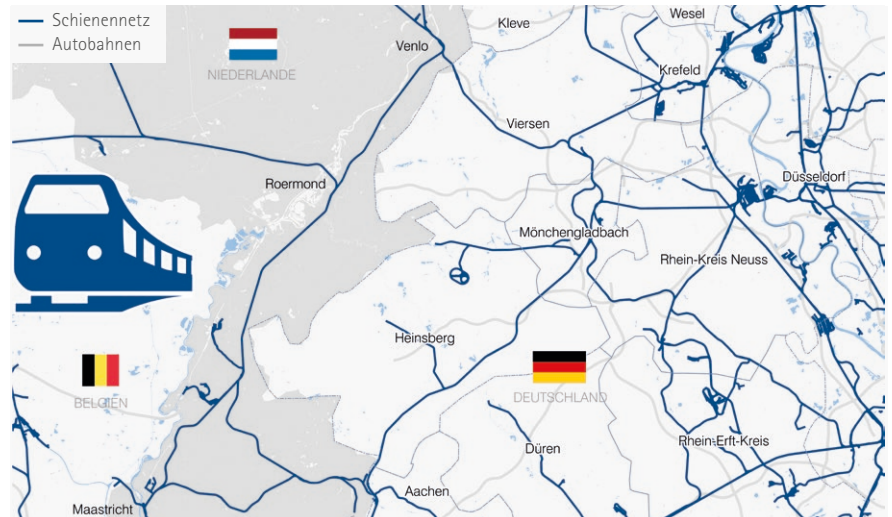 Schienennetz
Autobahnen
NIEDERLANDE
Venlo
Kleve
Wesel
Krefeld
Viersen
Roermond
Düsseldorf
Mönchengladbach
Rhein-Kreis Neuss
Heinsberg
BELGIEN
DEUTSCHLAND
Düren
Rhein-Erft-Kreis
Aachen
Maastricht